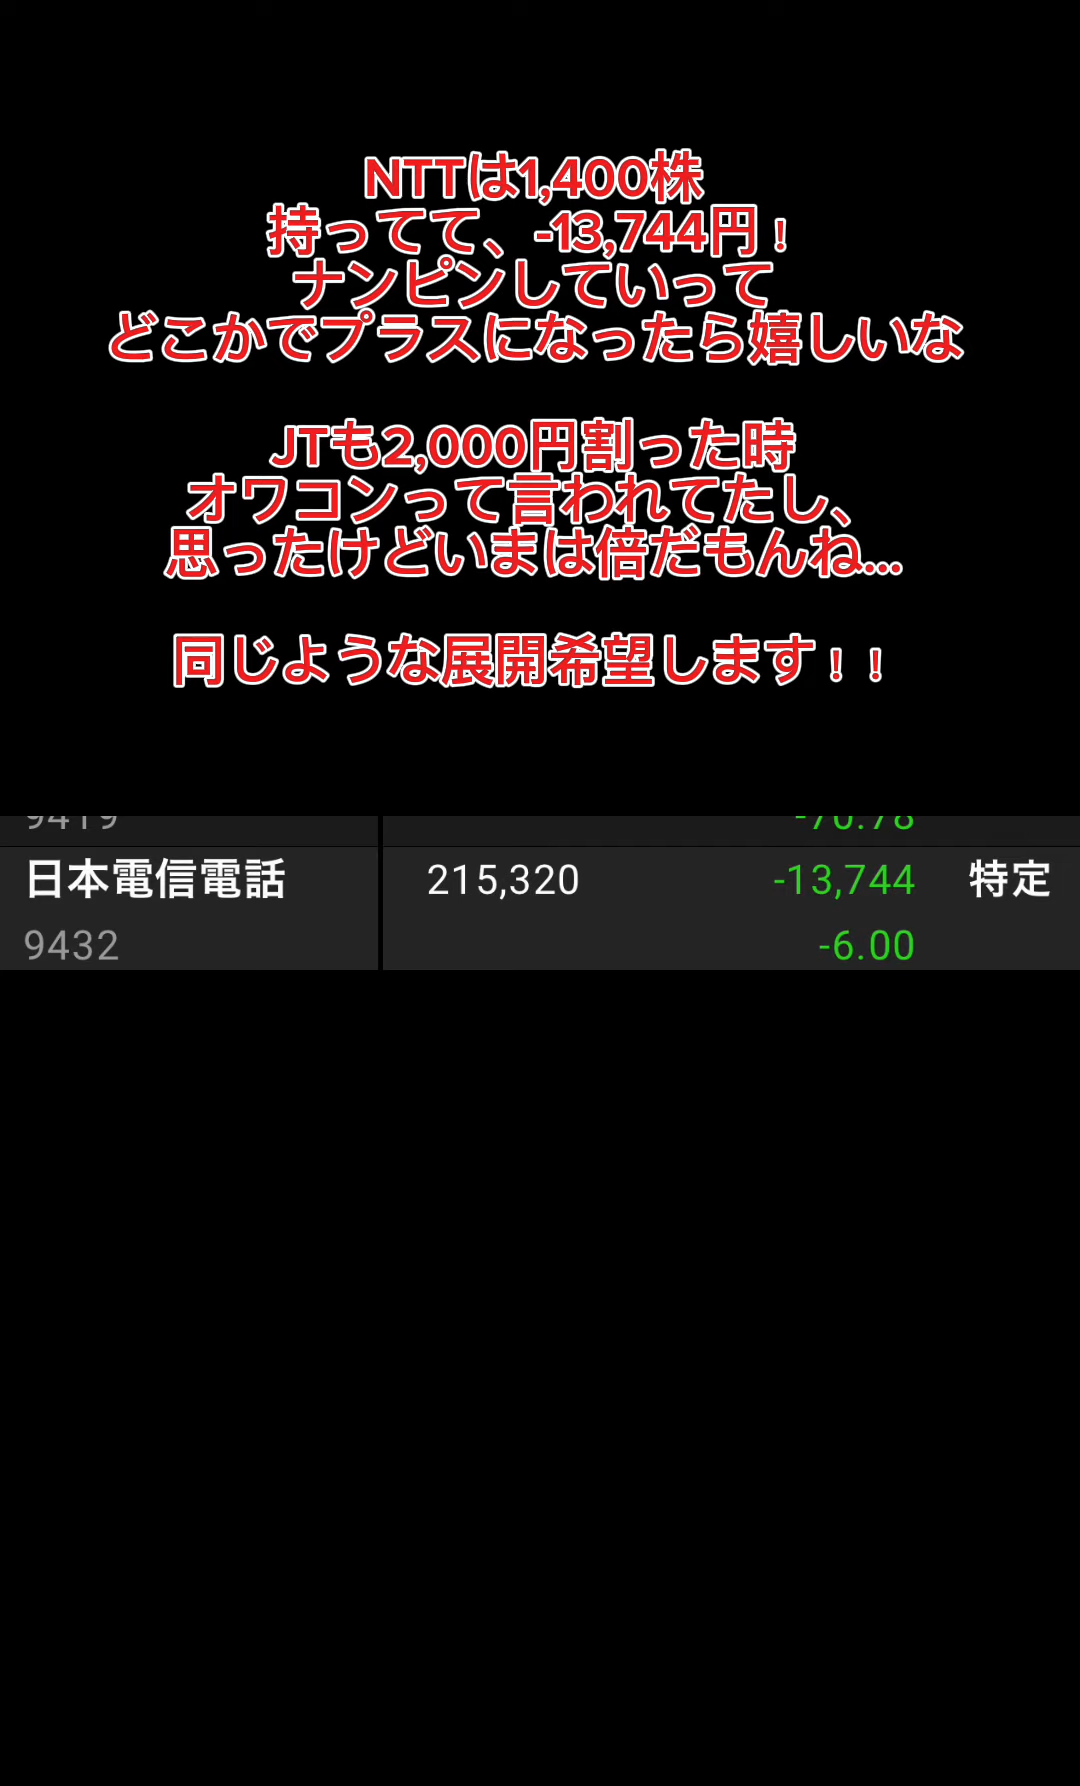 NTTは1,400株
持ってて、-13,744円！
ナンピンしていって
どこかでプラスになったら嬉しいな
JTも2,000円割った時
オワコンって言われてたし、
思ったけどいまは倍だもんね...
同じような展開希望します！！
9419 -70.78
日本電信電話 215,320 -13,744 特定
9432 -6.00